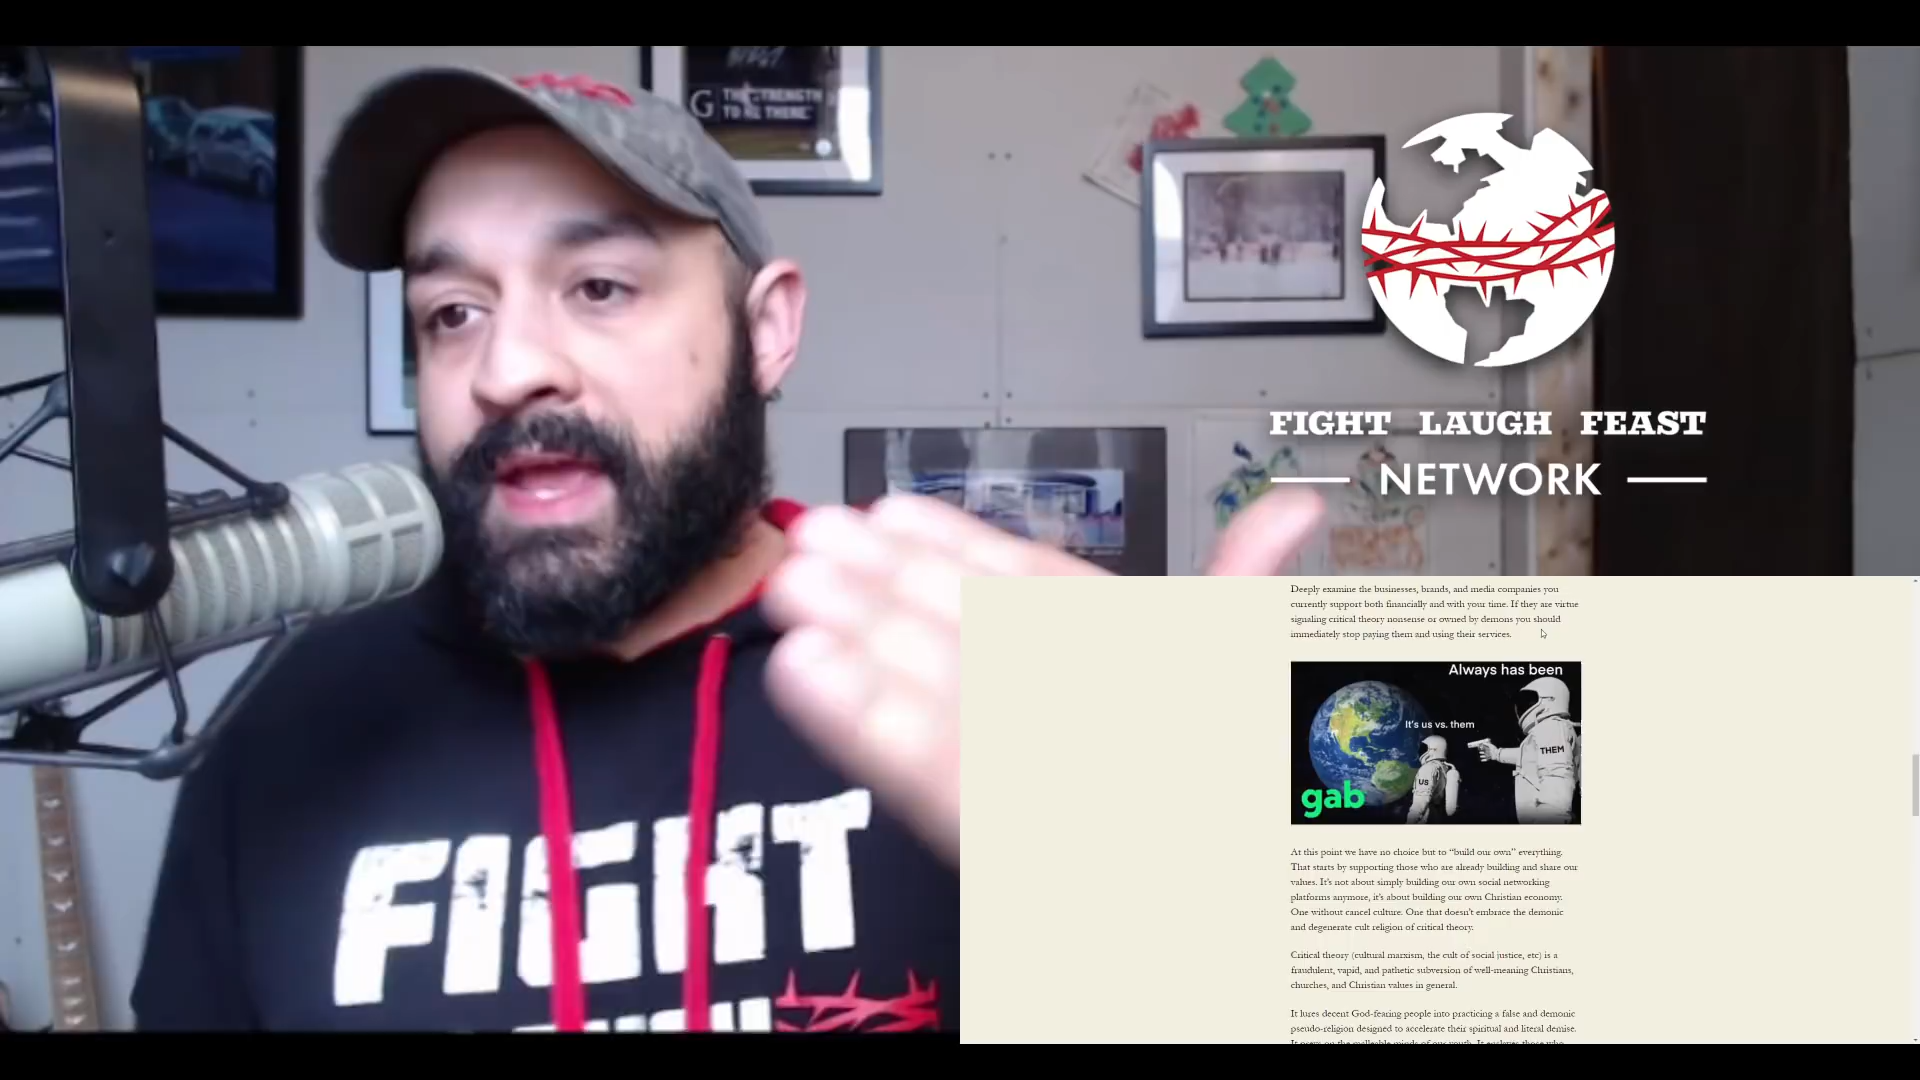 G THE STRENGTH
TO BE THERE.
FIGHT LAUGH FEAST
NETWORK
FIGHT
Deeply examine the businesses, brands, and media companies you
currently support both financially and with your time. If they are virtue
signaling critical theory nonsense or owned by demons you should
immediately stop paying them and using their services.
Always has been
It's us vs. them
THEM
US
gab
At this point we have no choice but to “build our own” everything.
That starts by supporting those who are already building and share our
values. It's not about simply building our own social networking
platforms anymore, it's about building our own Christian economy.
One without cancel culture. One that doesn't embrace the demonic
and degenerate cult religion of critical theory.
Critical theory (cultural marxism, the cult of social justice, etc) is a
fraudulent, vapid, and pathetic subversion of well-meaning Christians,
churches, and Christian values in general.
It lures decent God-fearing people into practicing a false and demonic
pseudo-religion designed to accelerate their spiritual and literal demise.